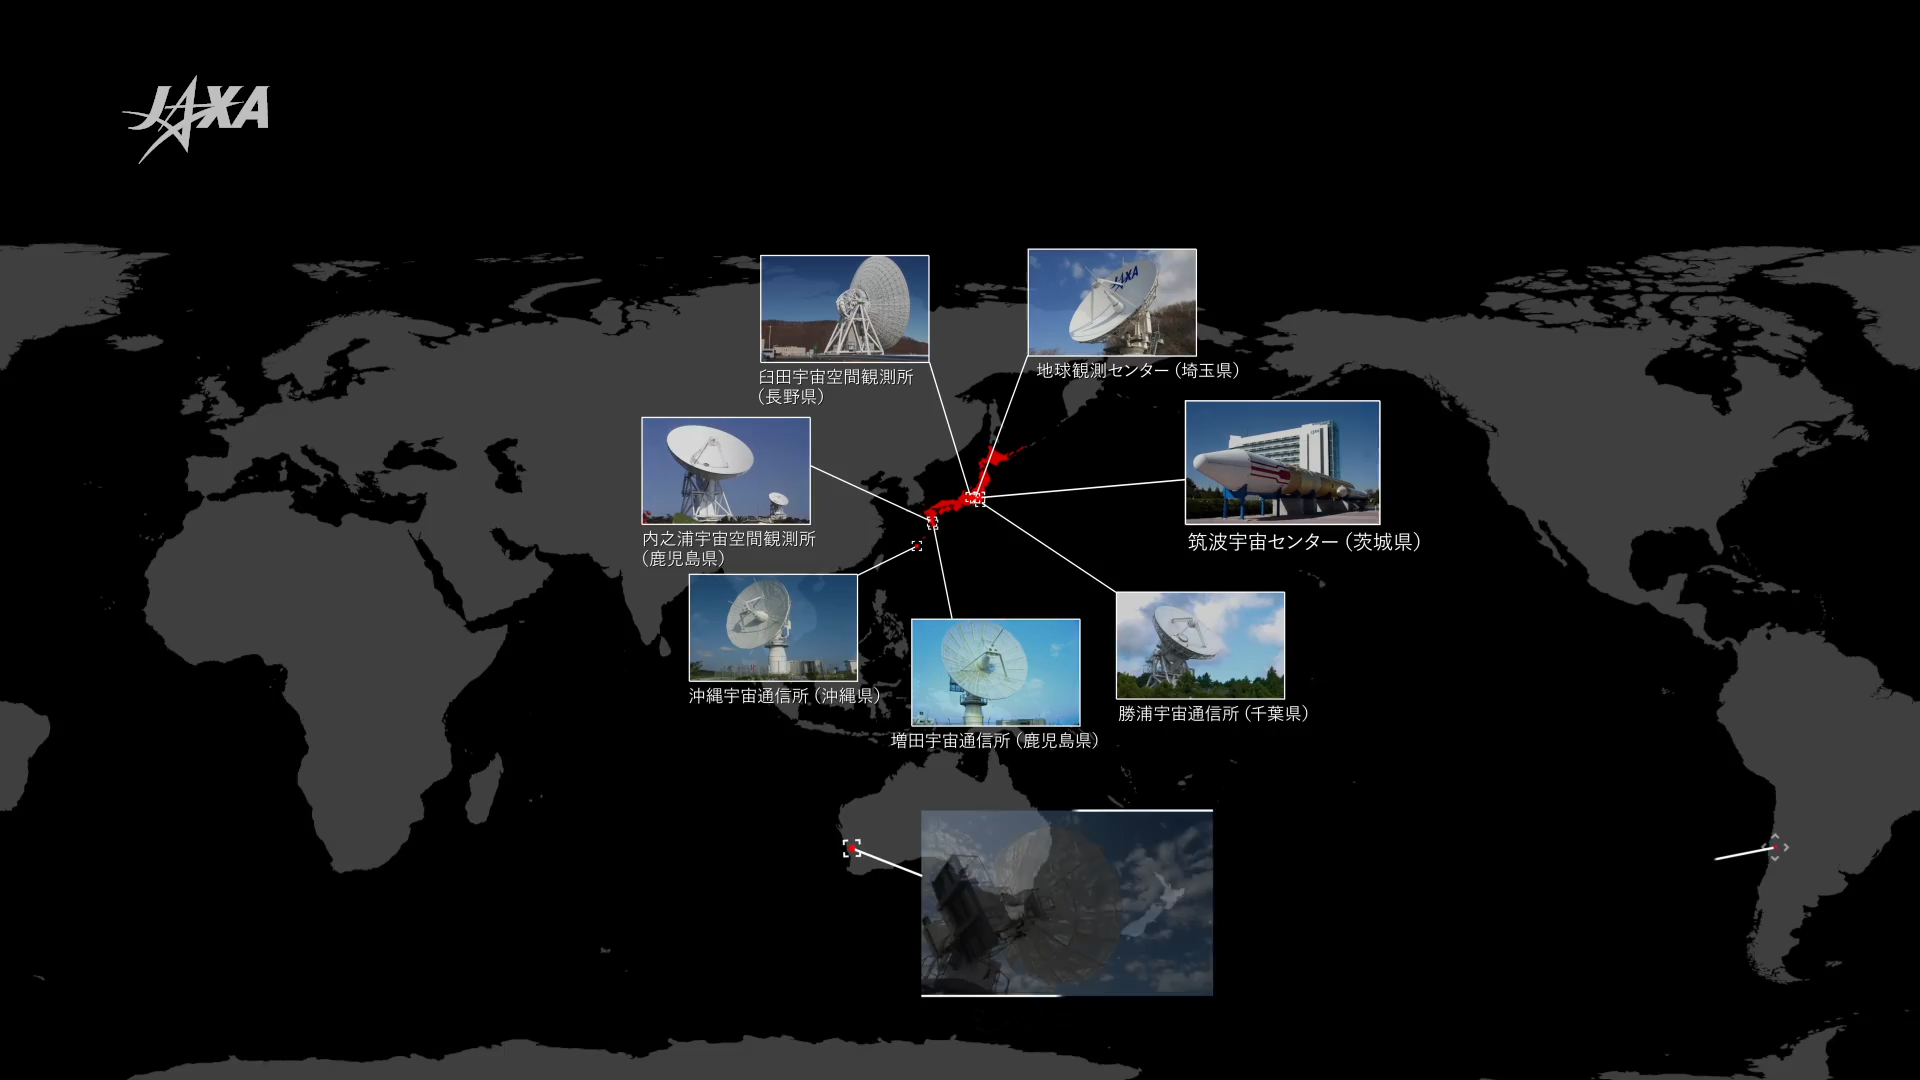 JAXA
臼田宇宙空間観測所
(長野県)
JAXA
地球観測センター (埼玉県)
内之浦宇宙空間観測所
(鹿児島県)
筑波宇宙センター (茨城県)
沖縄宇宙通信所 (沖縄県)
増田宇宙通信所 (鹿児島県)
勝浦宇宙通信所 (千葉県)